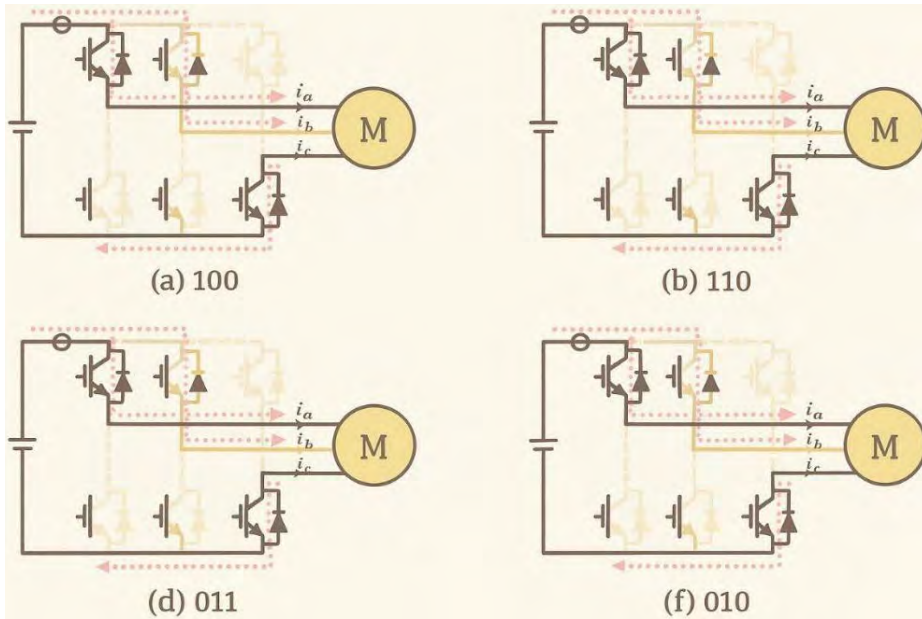 i_a
i_b
M
i_c
(a) 100
i_a
i_b
M
i_c
(b) 110
i_a
i_b
M
i_c
(d) 011
i_a
i_b
M
i_c
(f) 010